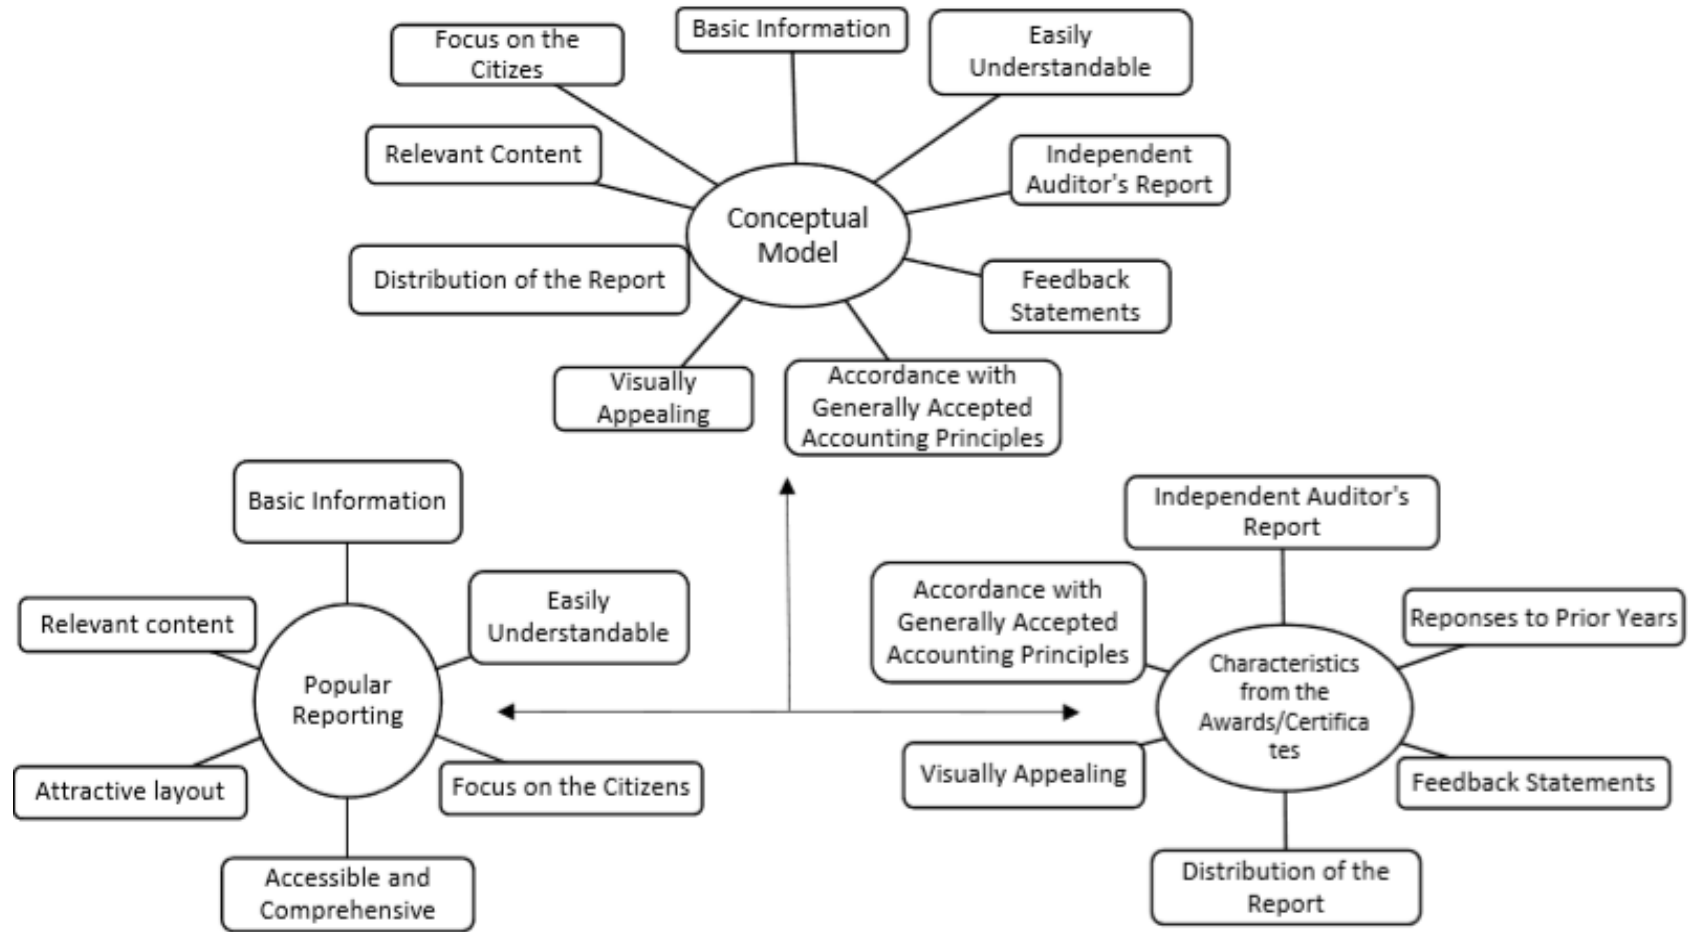 Focus on the
Citizes
Basic Information
Easily
Understandable
Relevant Content
Independent
Auditor's Report
Conceptual
Model
Distribution of the Report
Feedback
Statements
Visually
Appealing
Accordance with
Generally Accepted
Accounting Principles
Basic Information
Easily
Understandable
Relevant content
Popular
Reporting
Attractive layout
Focus on the Citizens
Accessible and
Comprehensive
Independent Auditor's
Report
Accordance with
Generally Accepted
Accounting Principles
Reponses to Prior Years
Characteristics
from the
Awards/Certifica
tes
Visually Appealing
Feedback Statements
Distribution of the
Report